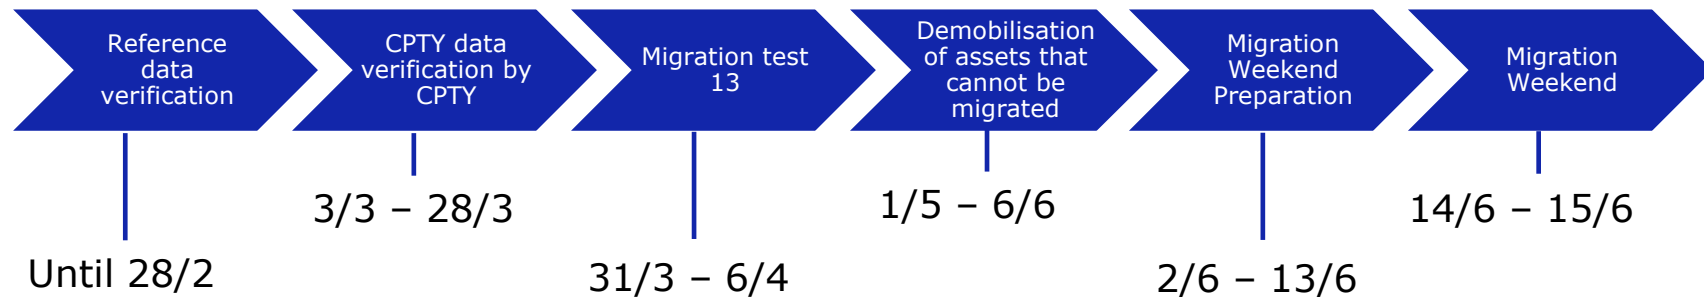 Reference
data
verification
CPTY data
verification by
CPTY
Migration test
13
Demobilisation
of assets that
cannot be
migrated
Migration
Weekend
Preparation
Migration
Weekend
Until 28/2
3/3 – 28/3
31/3 – 6/4
1/5 – 6/6
2/6 – 13/6
14/6 – 15/6